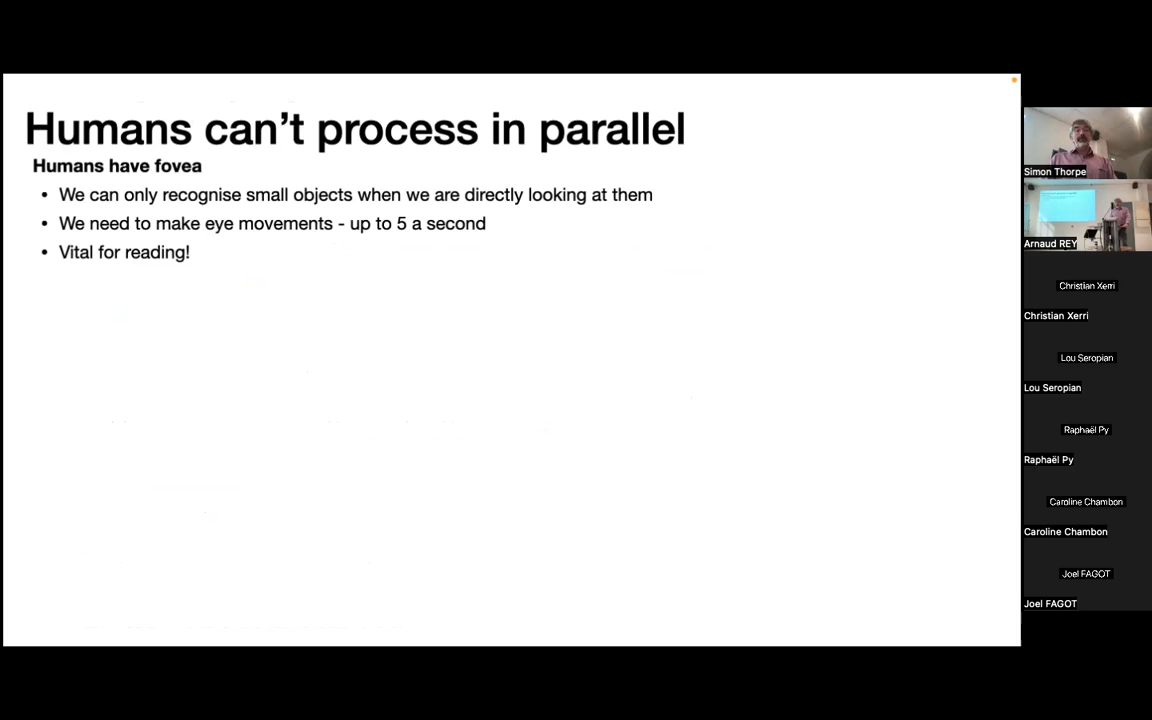 Humans can't process in parallel
Humans have fovea
• We can only recognise small objects when we are directly looking at them
• We need to make eye movements - up to 5 a second
• Vital for reading!
Simon Thorpe
Arnaud REY
Christian Xerri
Christian Xerri
Lou Seropian
Lou Seropian
Raphaël Py
Raphaël Py
Caroline Chambon
Caroline Chambon
Joel FAGOT
Joel FAGOT